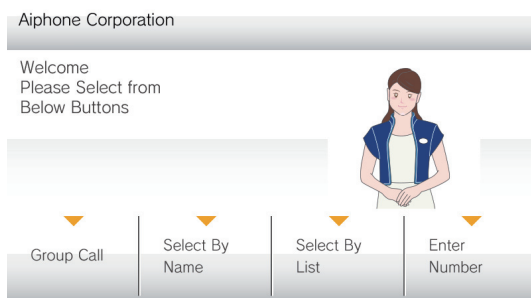 Aiphone Corporation
Welcome
Please Select from
Below Buttons
Group Call
Select By
Name
Select By
List
Enter
Number